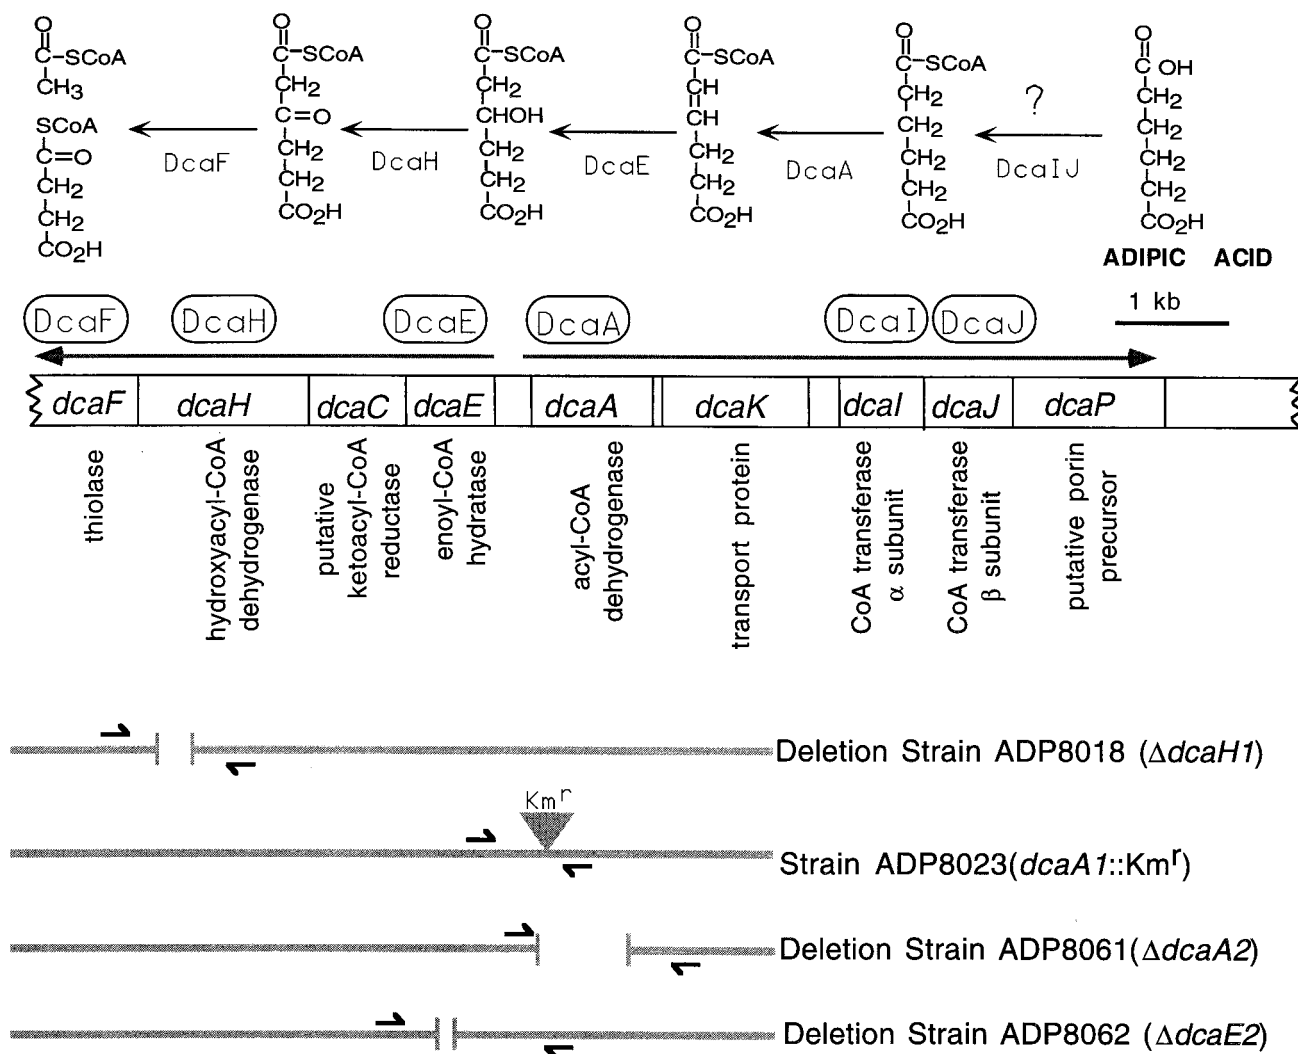 O O O O O O
C–SCoA C–SCoA C–SCoA C–SCoA C–SCoA C OH
CH3 CH2 CH2 CH CH2 CH2
SCoA C=O CHOH CH CH2 CH2
C=O CH2 CH2 CH2 CH2 CH2
CH2 CH2 CH2 CH2 CH2 CH2
CH2 CO2H CO2H CO2H CO2H CO2H
CO2H
DcaF DcaH DcaE DcaA ? DcaIJ
ADIPIC ACID
1 kb
DcaF DcaH DcaE DcaA DcaI DcaJ
dcaF dcaH dcaC dcaE dcaA dcaK dcaI dcaJ dcaP
thiolase
hydroxyacyl-CoA
dehydrogenase
putative
ketoacyl-CoA
reductase
enoyl-CoA
hydratase
acyl-CoA
dehydrogenase
transport protein
CoA transferase
α subunit
CoA transferase
β subunit
putative porin
precursor
Deletion Strain ADP8018 (ΔdcaH1)
Kmr
Strain ADP8023(dcaA1::Kmr)
Deletion Strain ADP8061(ΔdcaA2)
Deletion Strain ADP8062 (ΔdcaE2)